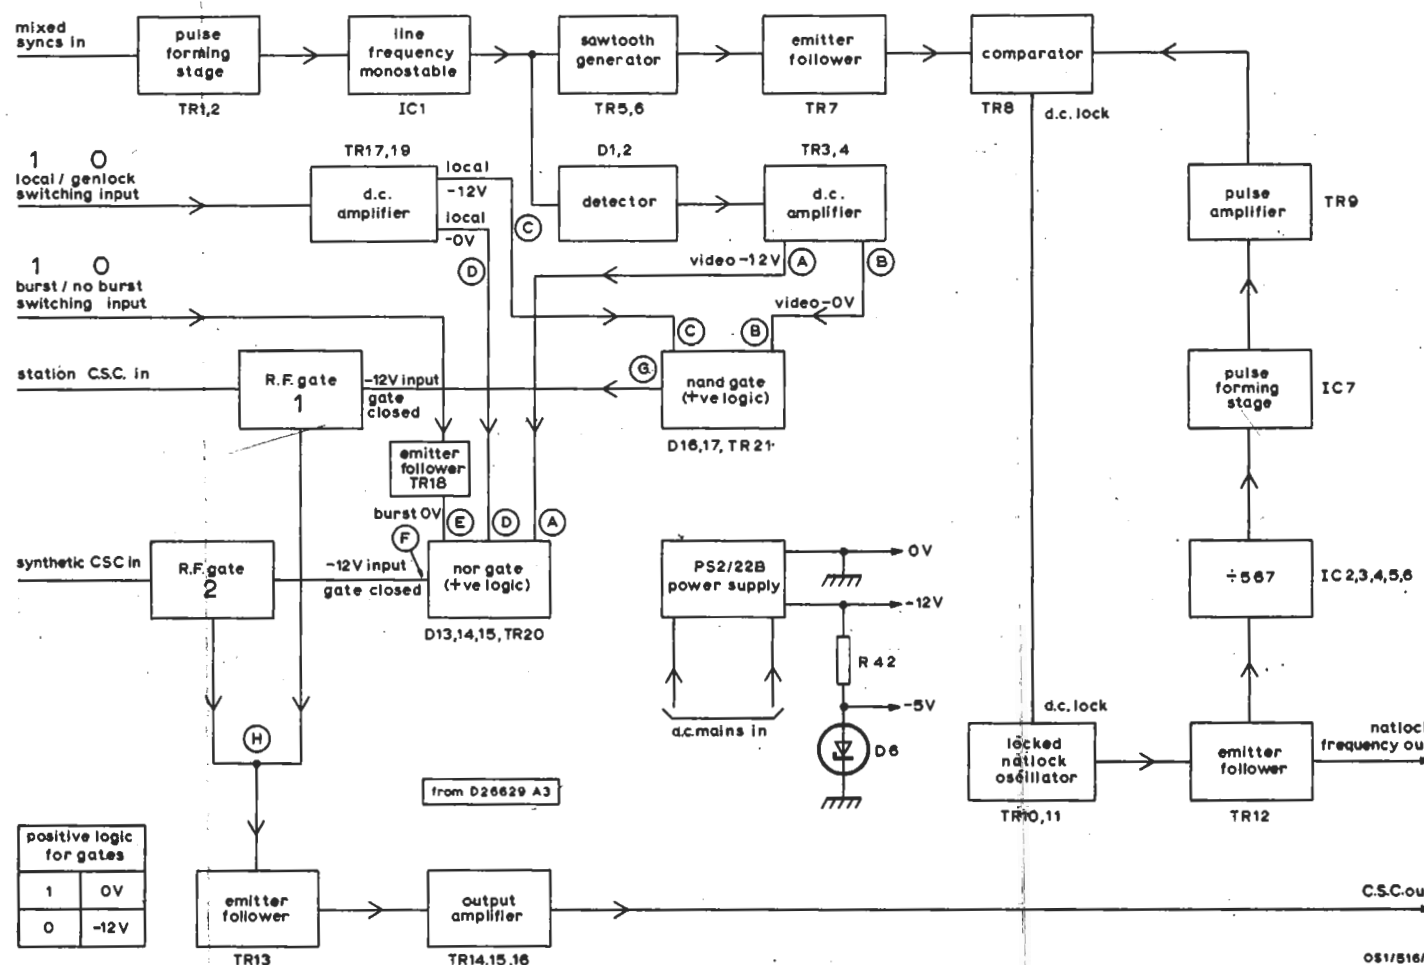 mixed
syncs in
pulse
forming
stage
TR1,2
line
frequency
monostable
IC1
sawtooth
generator
TR5,6
emitter
follower
TR7
comparator
TR8
d.c. lock
1 0
local / genlock
switching input
TR17,19
d.c.
amplifier
local
-12V
local
-0V
C
D
D1,2
detector
TR3,4
d.c.
amplifier
video-12V
A
B
video-0V
pulse
amplifier
TR9
1 0
burst / no burst
switching input
C
B
G
nand gate
(+ve logic)
D16,17, TR21
station C.S.C. in
R.F. gate
1
-12V input
gate
closed
pulse
forming
stage
IC7
emitter
follower
TR18
burst 0V
E
D
A
F
synthetic CSC in
R.F. gate
2
-12V input
gate closed
nor gate
(+ve logic)
D13,14,15, TR20
PS2/22B
power supply
0V
-12V
R 42
-5V
D6
a.c. mains in
÷567
IC2,3,4,5,6
d.c. lock
locked
natlock
oscillator
TR10,11
emitter
follower
TR12
natlock
frequency ou
H
from D26629 A3
positive logic
for gates
1 0V
0 -12V
emitter
follower
TR13
output
amplifier
TR14,15,16
C.S.C. ou
OS1/516/